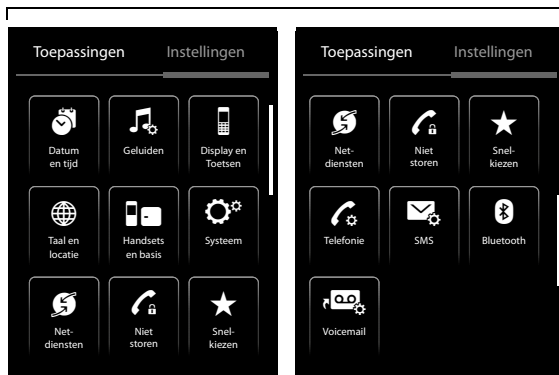 Toepassingen Instellingen
Datum
en tijd
Geluiden
Display en
Toetsen
Taal en
locatie
Handsets
en basis
Systeem
Net-
diensten
Niet
storen
Snel-
kiezen
Toepassingen Instellingen
Net-
diensten
Niet
storen
Snel-
kiezen
Telefonie
SMS
Bluetooth
Voicemail